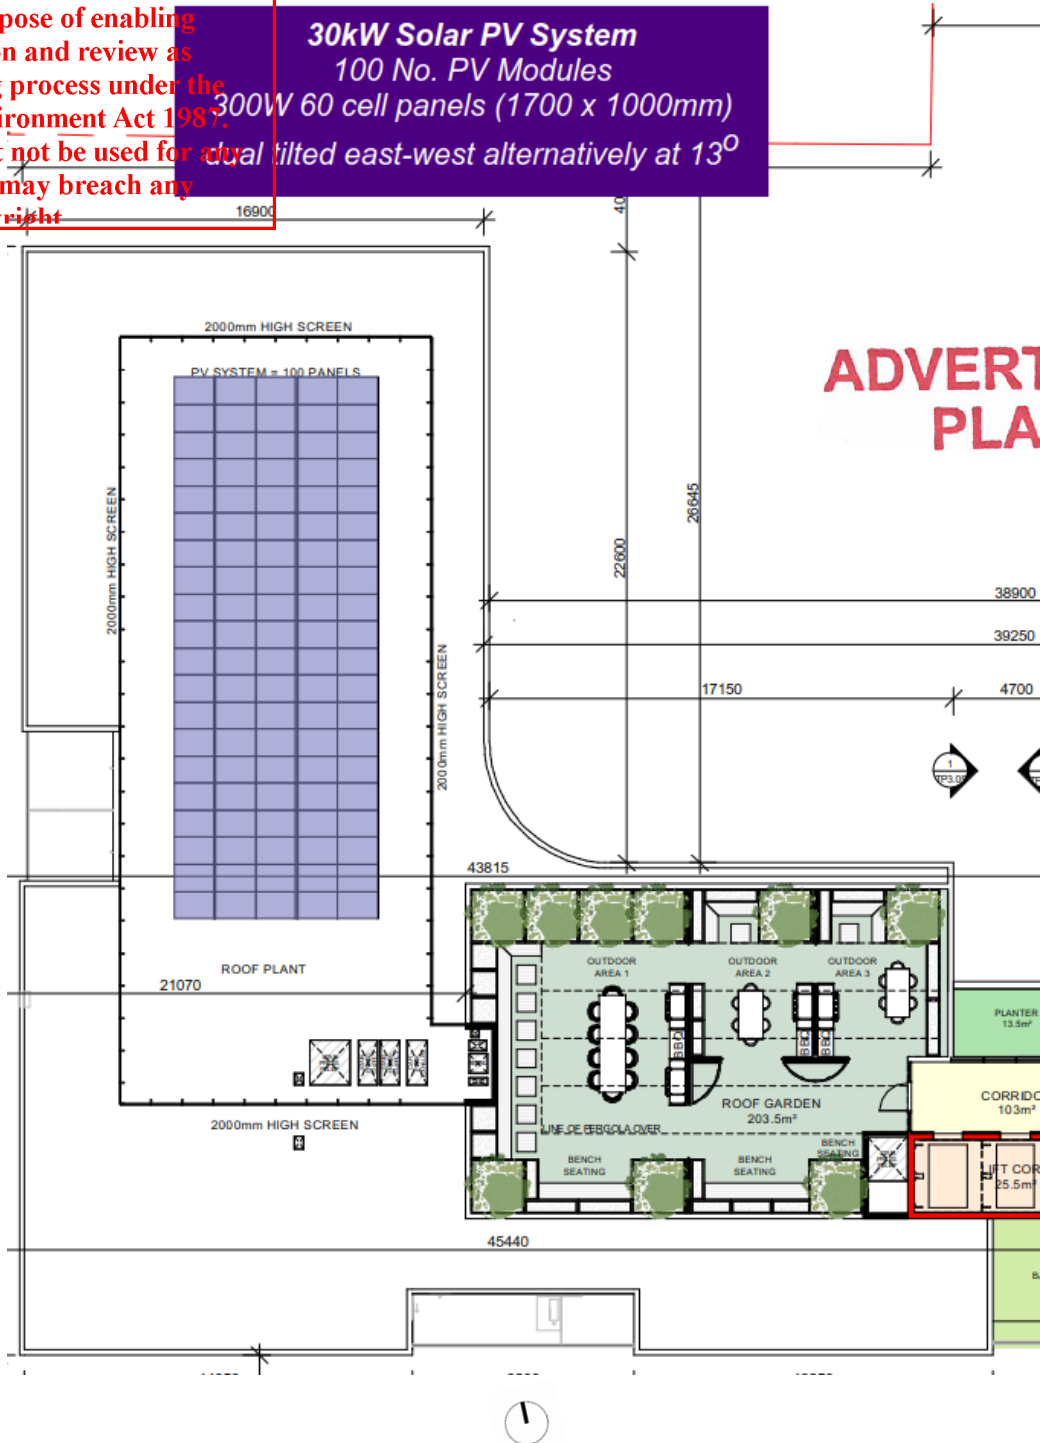 pose of enabling
on and review as
g process under the
ironment Act 1987.
t not be used for any
may breach any
30kW Solar PV System
100 No. PV Modules
300W 60 cell panels (1700 x 1000mm)
dual tilted east-west alternatively at 13°
16900
40
2000mm HIGH SCREEN
PV SYSTEM = 100 PANELS
ADVERT
PLA
2000mm HIGH SCREEN
26645
22600
38900
39250
2000mm HIGH SCREEN
17150
4700
1
43815
OUTDOOR
AREA 1
OUTDOOR
AREA 2
OUTDOOR
AREA 3
ROOF PLANT
21070
PLANTER
13.5m²
BBQ
BBQ
BBQ
ROOF GARDEN
203.5m²
CORRIDO
103m²
2000mm HIGH SCREEN
LINE OF PERGOLA OVER
BENCH
SEATING
BENCH
SEATING
BENCH
SEATING
IFT COR
25.5m²
45440